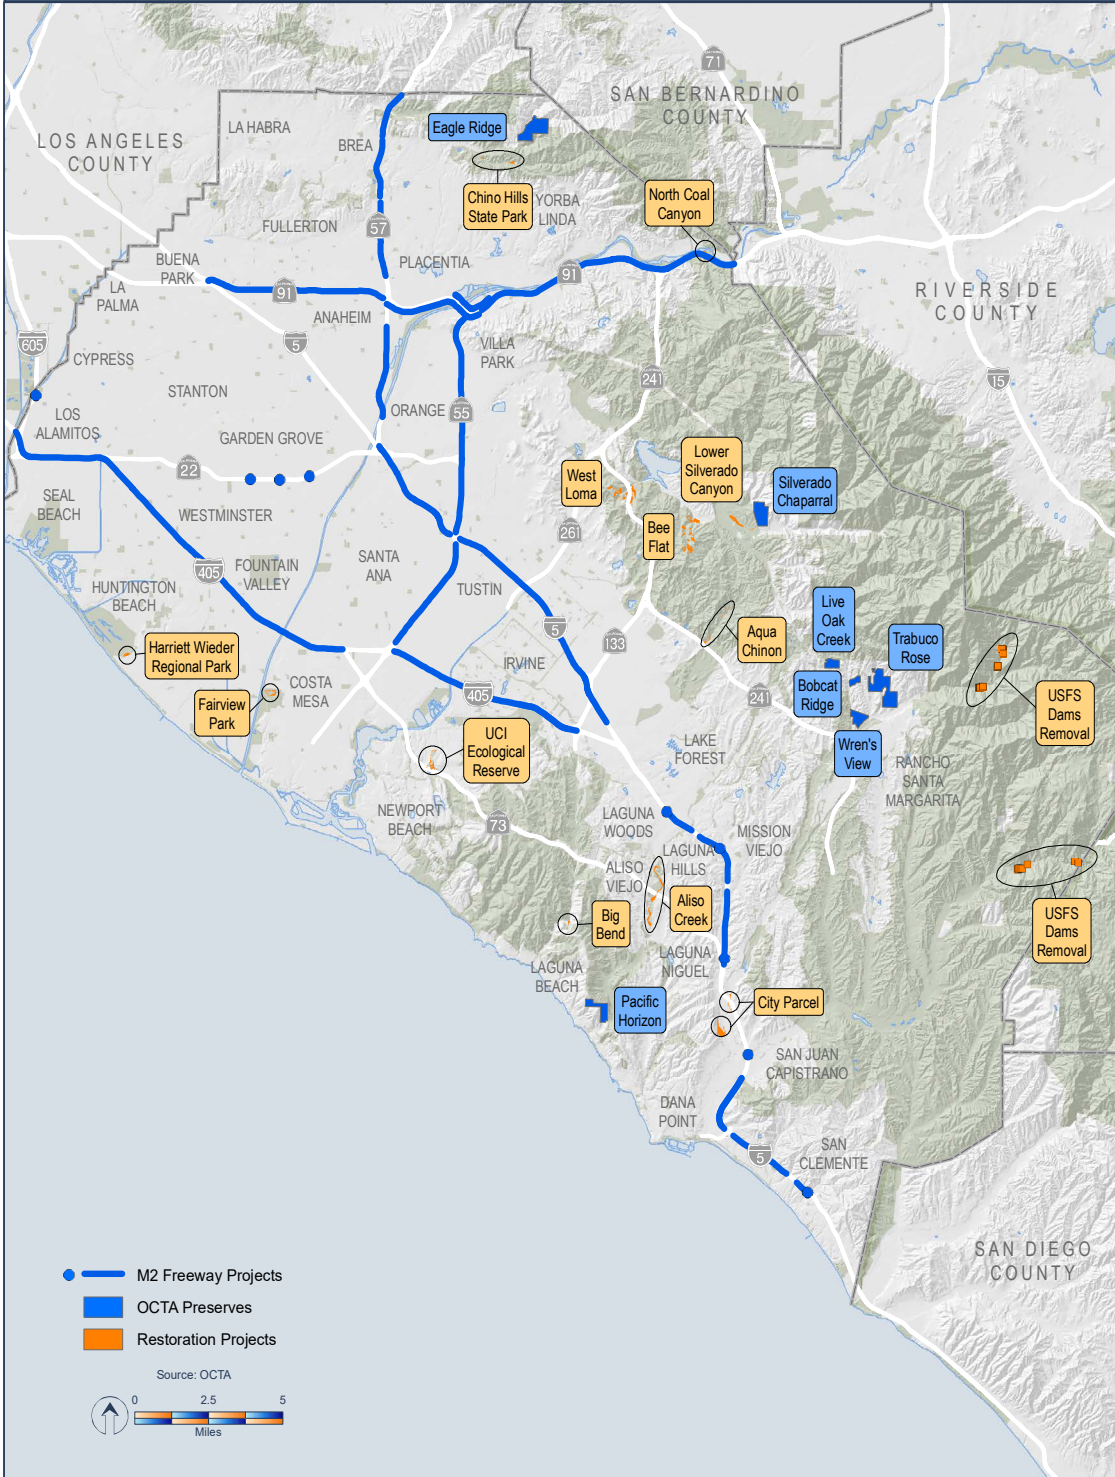 71
SAN BERNARDINO
COUNTY
LOS ANGELES
COUNTY
LA HABRA
Eagle Ridge
BREA
Chino Hills
State Park
YORBA
LINDA
North Coal
Canyon
FULLERTON
57
BUENA
PARK
PLACENTIA
91
91
LA
PALMA
ANAHEIM
RIVERSIDE
COUNTY
605
5
CYPRESS
VILLA
PARK
241
15
STANTON
LOS
ALAMITOS
ORANGE
55
GARDEN GROVE
22
West
Loma
Lower
Silverado
Canyon
Silverado
Chaparral
SEAL
BEACH
WESTMINSTER
261
Bee
Flat
405
FOUNTAIN
VALLEY
SANTA
ANA
HUNTINGTON
BEACH
TUSTIN
Live
Oak
Creek
5
133
Aqua
Chinon
Trabuco
Rose
Harriett Wieder
Regional Park
IRVINE
Bobcat
Ridge
USFS
Dams
Removal
Fairview
Park
COSTA
MESA
405
241
UCI
Ecological
Reserve
LAKE
FOREST
Wren's
View
RANCHO
SANTA
MARGARITA
NEWPORT
BEACH
73
LAGUNA
WOODS
MISSION
VIEJO
LAGUNA
HILLS
ALISO
VIEJO
Aliso
Creek
Big
Bend
USFS
Dams
Removal
LAGUNA
NIGUEL
LAGUNA
BEACH
Pacific
Horizon
City Parcel
SAN JUAN
CAPISTRANO
DANA
POINT
5
SAN
CLEMENTE
SAN DIEGO
COUNTY
M2 Freeway Projects
OCTA Preserves
Restoration Projects
Source: OCTA
0 2.5 5
Miles